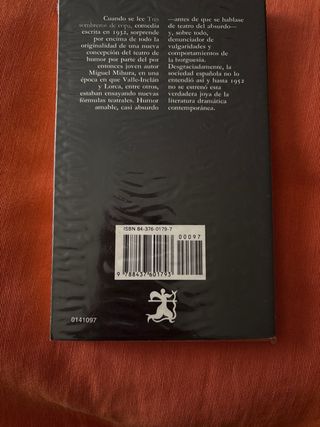 Cuando se lee Tres
sombreros de copa, comedia
escrita en 1932, sorprende
por encima de todo la
originalidad de una nueva
concepción del teatro de
humor por parte del por
entonces joven autor
Miguel Mihura, en una
época en que Valle-Inclán
y Lorca, entre otros,
estaban ensayando nuevas
fórmulas teatrales. Humor
amable, casi absurdo
—antes de que se hablase
de teatro del absurdo—
y, sobre todo,
denunciador de
vulgaridades y
comportamientos de
la burguesía.
Desgraciadamente, la
sociedad española no lo
entendió así y hasta 1952
no se estrenó esta
verdadera joya de la
literatura dramática
contemporánea.
ISBN 84-376-0179-7
00097
9 788437 601793
0141097